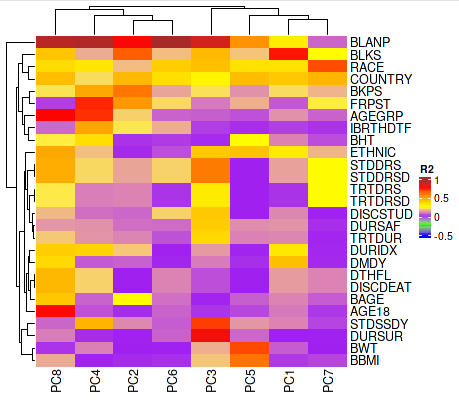 BLANP
BLKS
RACE
COUNTRY
BKPS
FRPST
AGEGRP
IBRTHDTF
BHT
ETHNIC
STDDRS
STDDRSD
TRTDRS
TRTDRSD
DISCSTUD
DURSAF
TRTDUR
DURIDX
DMDY
DTHFL
DISCDEAT
BAGE
AGE18
STDSSDY
DURSUR
BWT
BBMI
R2
1
0.5
0
-0.5
PC8 PC4 PC2 PC6 PC3 PC5 PC1 PC7